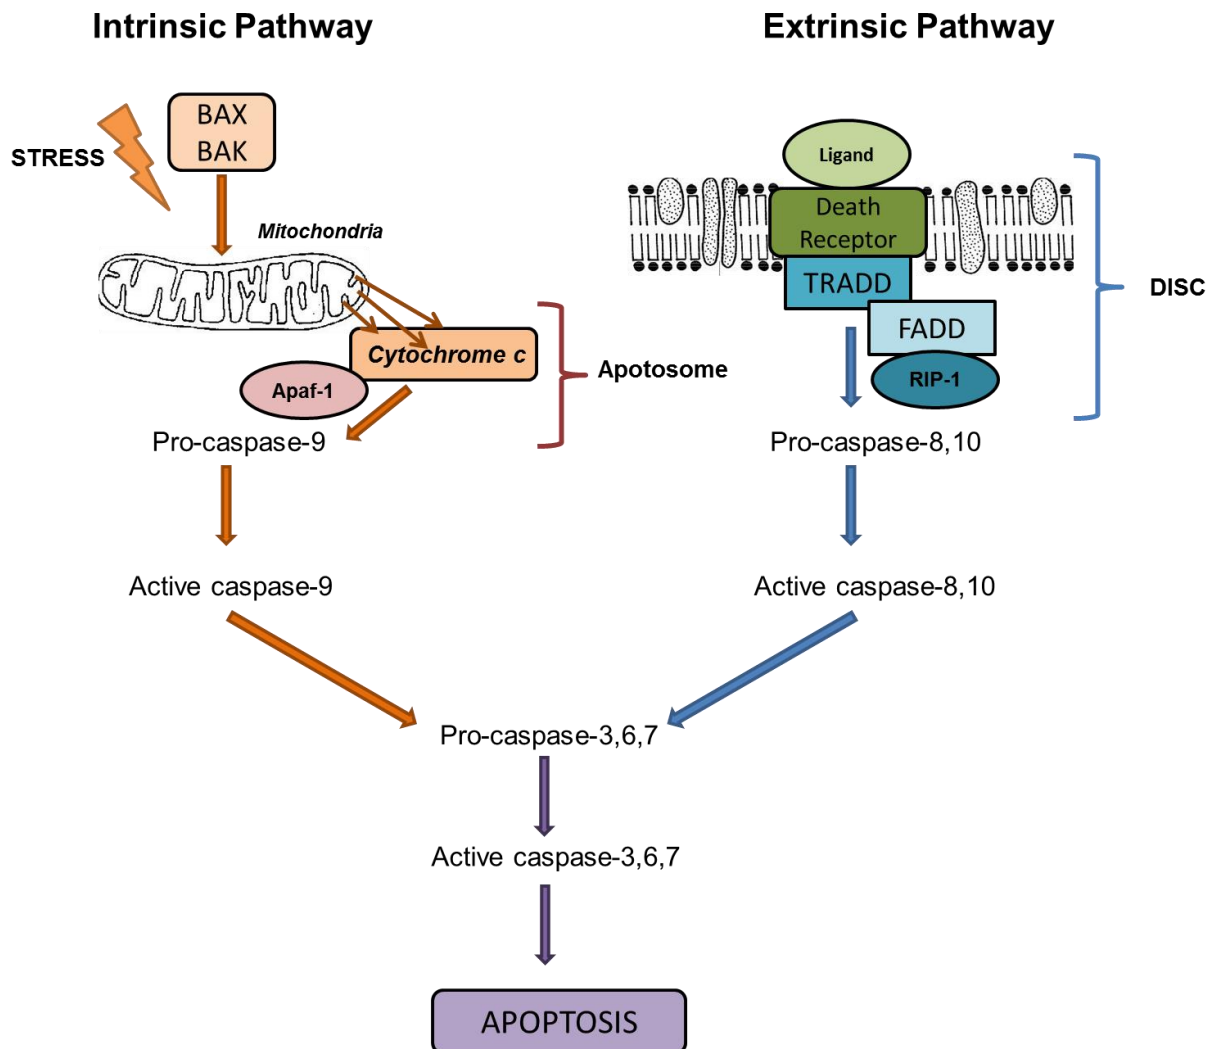 Intrinsic Pathway
Extrinsic Pathway
BAX
BAK
STRESS
Mitochondria
Cytochrome c
Apaf-1
Apotosome
Pro-caspase-9
Active caspase-9
Ligand
Death
Receptor
TRADD
FADD
RIP-1
DISC
Pro-caspase-8,10
Active caspase-8,10
Pro-caspase-3,6,7
Active caspase-3,6,7
APOPTOSIS